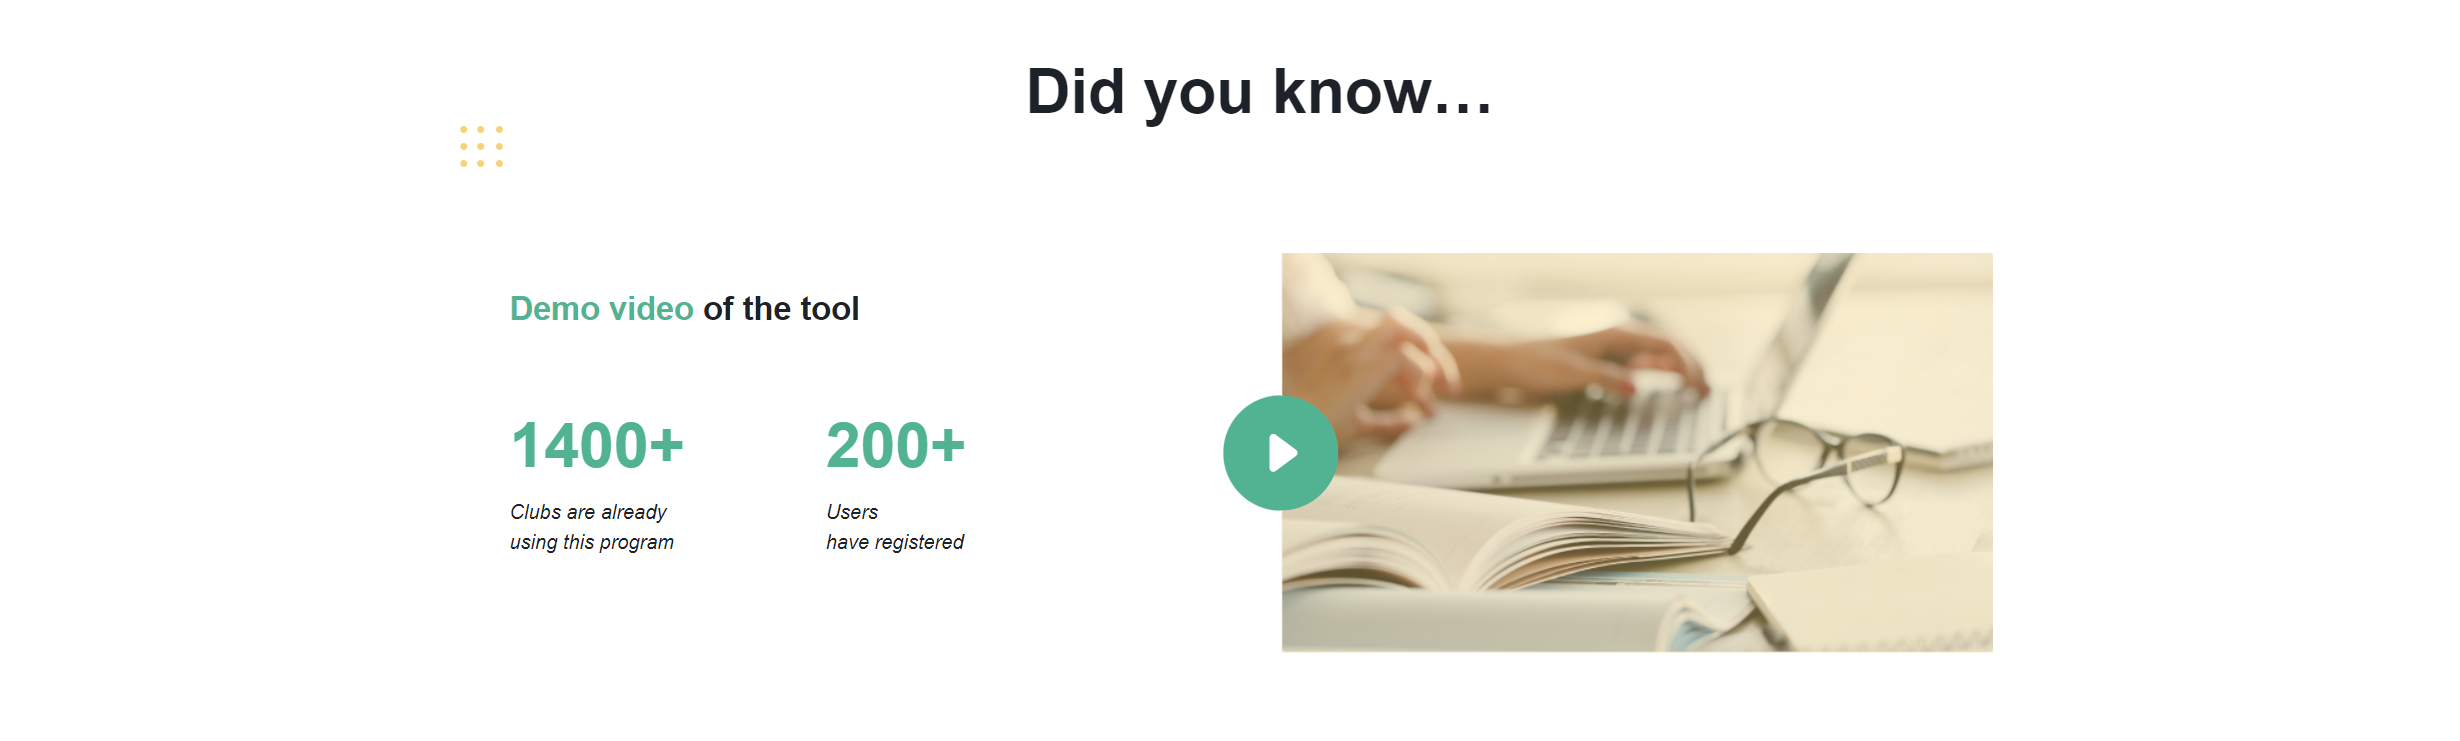 Did you know...
Demo video of the tool
1400+
Clubs are already
using this program
200+
Users
have registered